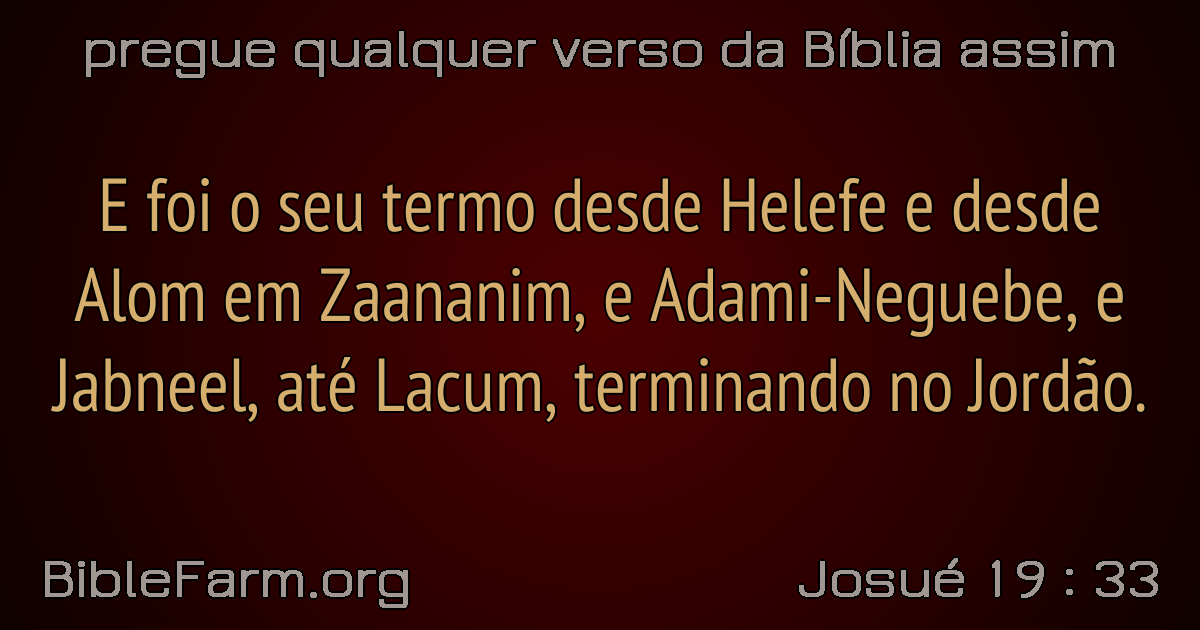 pregue qualquer verso da Bíblia assim
E foi o seu termo desde Helefe e desde
Alom em Zaananim, e Adami-Neguebe, e
Jabneel, até Lacum, terminando no Jordão.
BibleFarm.org
Josué 19 : 33